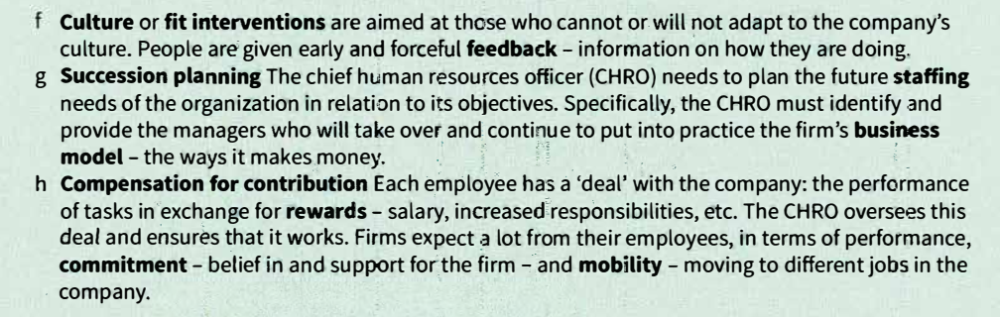 f Culture or fit interventions are aimed at those who cannot or will not adapt to the company's
culture. People are given early and forceful feedback – information on how they are doing.
g Succession planning The chief human resources officer (CHRO) needs to plan the future staffing
needs of the organization in relation to its objectives. Specifically, the CHRO must identify and
provide the managers who will take over and continue to put into practice the firm's business
model – the ways it makes money.
h Compensation for contribution Each employee has a 'deal' with the company: the performance
of tasks in exchange for rewards – salary, increased responsibilities, etc. The CHRO oversees this
deal and ensures that it works. Firms expect a lot from their employees, in terms of performance,
commitment – belief in and support for the firm – and mobility – moving to different jobs in the
company.